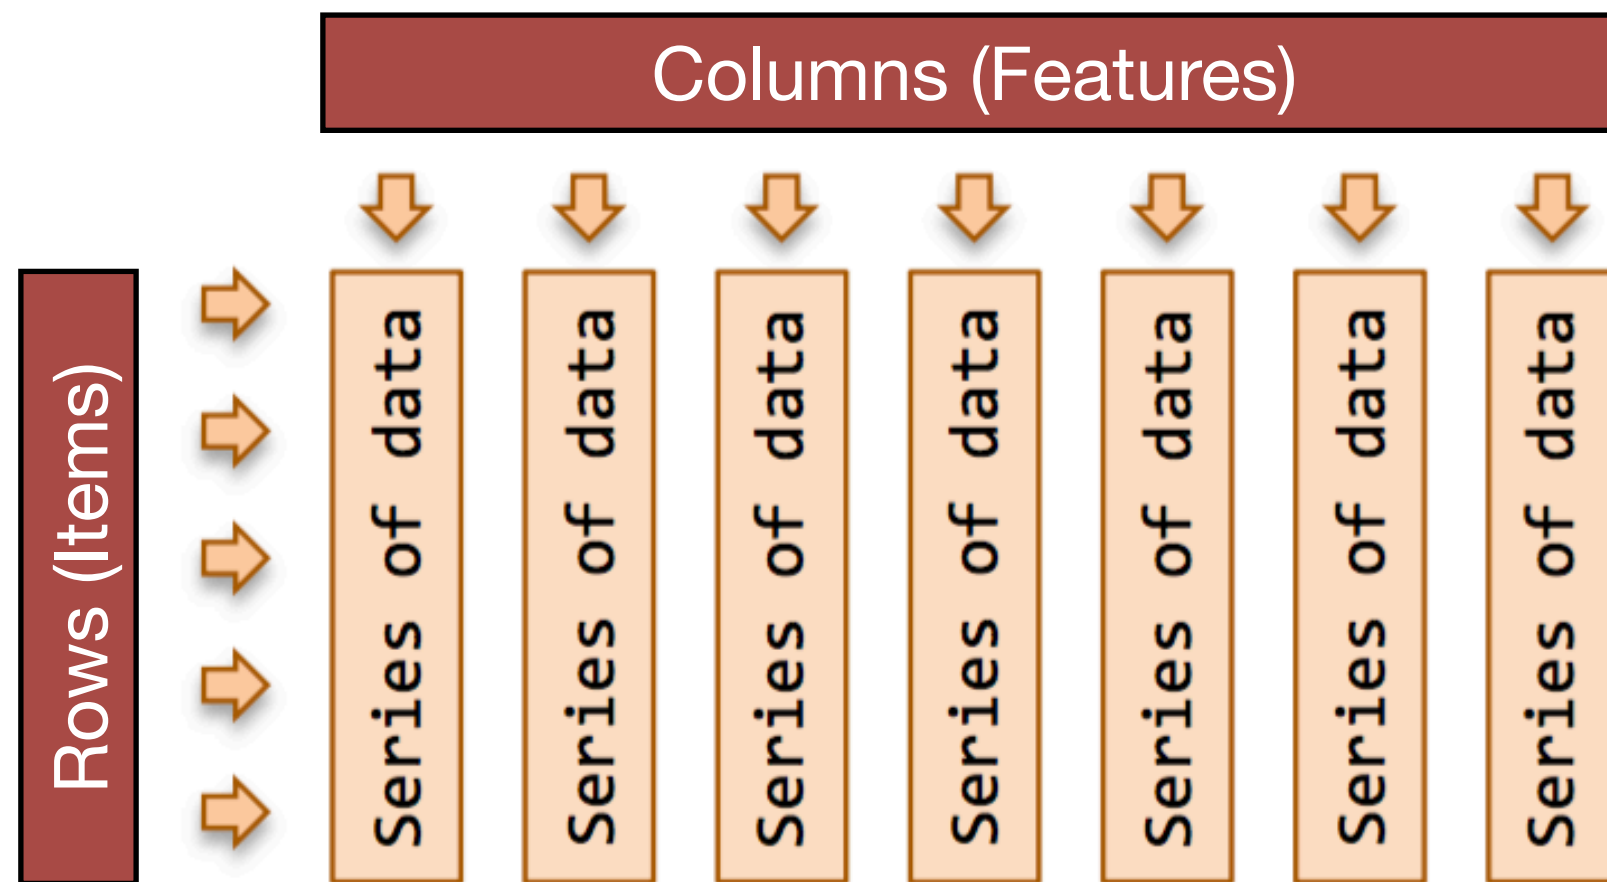 Columns (Features)
Rows (Items)
Series of data
Series of data
Series of data
Series of data
Series of data
Series of data
Series of data